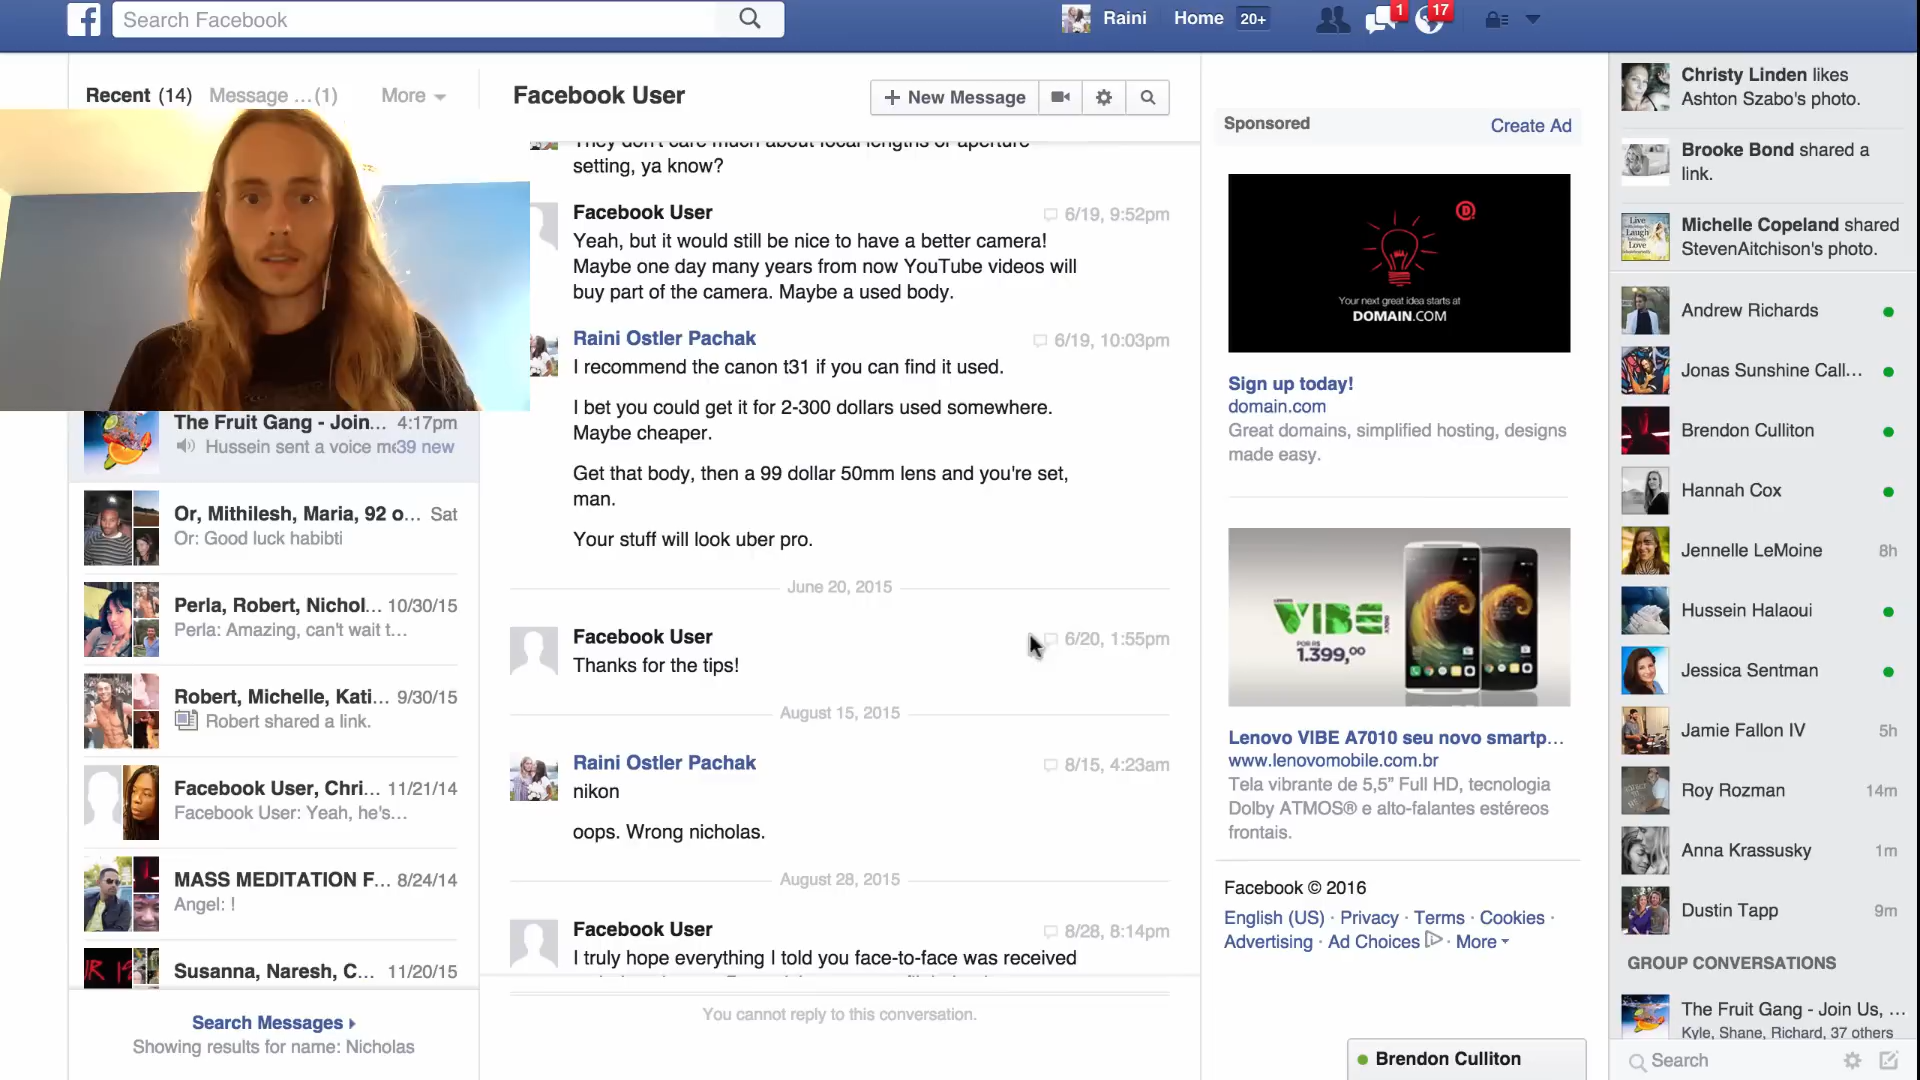 Search Facebook
Raini
Home 20+
1
17
Recent (14)
Message ...(1)
More
Facebook User
+ New Message
They don't care much about focal lengths or aperture
setting, ya know?
Facebook User
6/19, 9:52pm
Yeah, but it would still be nice to have a better camera!
Maybe one day many years from now YouTube videos will
buy part of the camera. Maybe a used body.
Raini Ostler Pachak
6/19, 10:03pm
I recommend the canon t31 if you can find it used.
I bet you could get it for 2-300 dollars used somewhere.
Maybe cheaper.
Get that body, then a 99 dollar 50mm lens and you're set,
man.
Your stuff will look uber pro.
June 20, 2015
Facebook User
6/20, 1:55pm
Thanks for the tips!
August 15, 2015
Raini Ostler Pachak
8/15, 4:23am
nikon
oops. Wrong nicholas.
August 28, 2015
Facebook User
8/28, 8:14pm
I truly hope everything I told you face-to-face was received
You cannot reply to this conversation.
The Fruit Gang - Join... 4:17pm
Hussein sent a voice me 39 new
Or, Mithilesh, Maria, 92 o... Sat
Or: Good luck habibti
Perla, Robert, Nichol... 10/30/15
Perla: Amazing, can't wait t...
Robert, Michelle, Kati... 9/30/15
Robert shared a link.
Facebook User, Chri... 11/21/14
Facebook User: Yeah, he's...
MASS MEDITATION F... 8/24/14
Angel: !
Susanna, Naresh, C... 11/20/15
Search Messages
Showing results for name: Nicholas
Sponsored
Create Ad
Your next great idea starts at
DOMAIN.COM
Sign up today!
domain.com
Great domains, simplified hosting, designs
made easy.
LENOVO
VIBE A7010
POR R$
1.399,00
Lenovo VIBE A7010 seu novo smartp...
www.lenovomobile.com.br
Tela vibrante de 5,5” Full HD, tecnologia
Dolby ATMOS® e alto-falantes estéreos
frontais.
Facebook © 2016
English (US) · Privacy · Terms · Cookies ·
Advertising · Ad Choices · More
Brendon Culliton
Christy Linden likes
Ashton Szabo's photo.
Brooke Bond shared a
link.
Live
Laugh
Love
Michelle Copeland shared
StevenAitchison's photo.
Andrew Richards
Jonas Sunshine Call...
Brendon Culliton
Hannah Cox
Jennelle LeMoine 8h
Hussein Halaoui
Jessica Sentman
Jamie Fallon IV 5h
Roy Rozman 14m
Anna Krassusky 1m
Dustin Tapp 9m
GROUP CONVERSATIONS
The Fruit Gang - Join Us, ...
Kyle, Shane, Richard, 37 others
Search